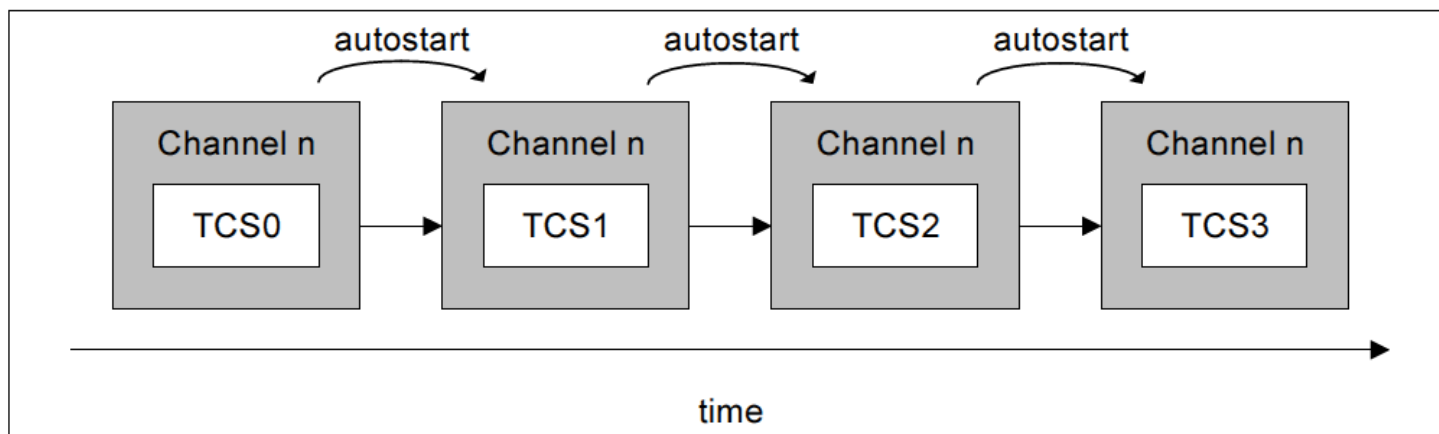 autostart autostart autostart
Channel n Channel n Channel n Channel n
TCS0 TCS1 TCS2 TCS3
time